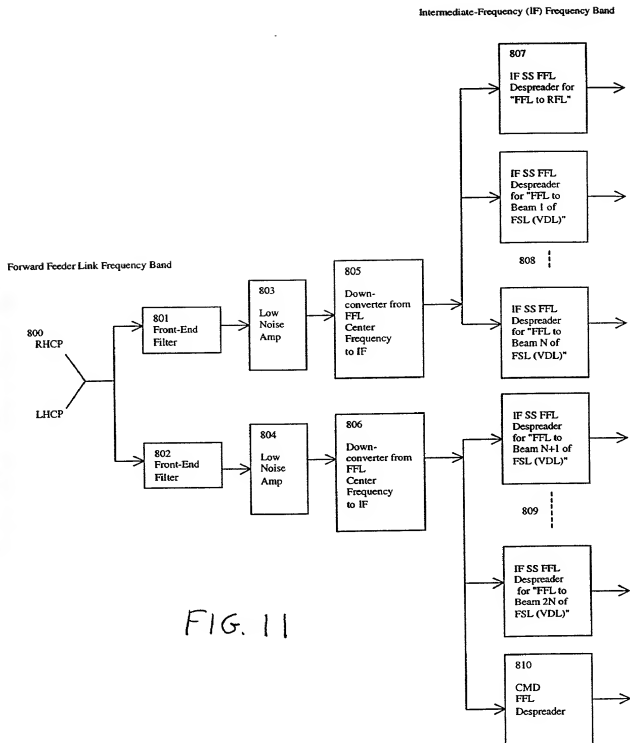 Intermediate-Frequency (IF) Frequency Band
807
IF SS FFL
Despreader for
"FFL to RFL"
IF SS FFL
Despreader
for "FFL to
Beam 1 of
FSL (VDL)"
808
IF SS FFL
Despreader
for "FFL to
Beam N of
FSL (VDL)"
Forward Feeder Link Frequency Band
800
RHCP
LHCP
801
Front-End
Filter
803
Low
Noise
Amp
805
Down-
converter from
FFL
Center
Frequency
to IF
802
Front-End
Filter
804
Low
Noise
Amp
806
Down-
converter from
FFL
Center
Frequency
to IF
IF SS FFL
Despreader
for "FFL to
Beam N+1 of
FSL (VDL)"
809
IF SS FFL
Despreader
for "FFL to
Beam 2N of
FSL (VDL)"
810
CMD
FFL
Despreader
FIG. 11